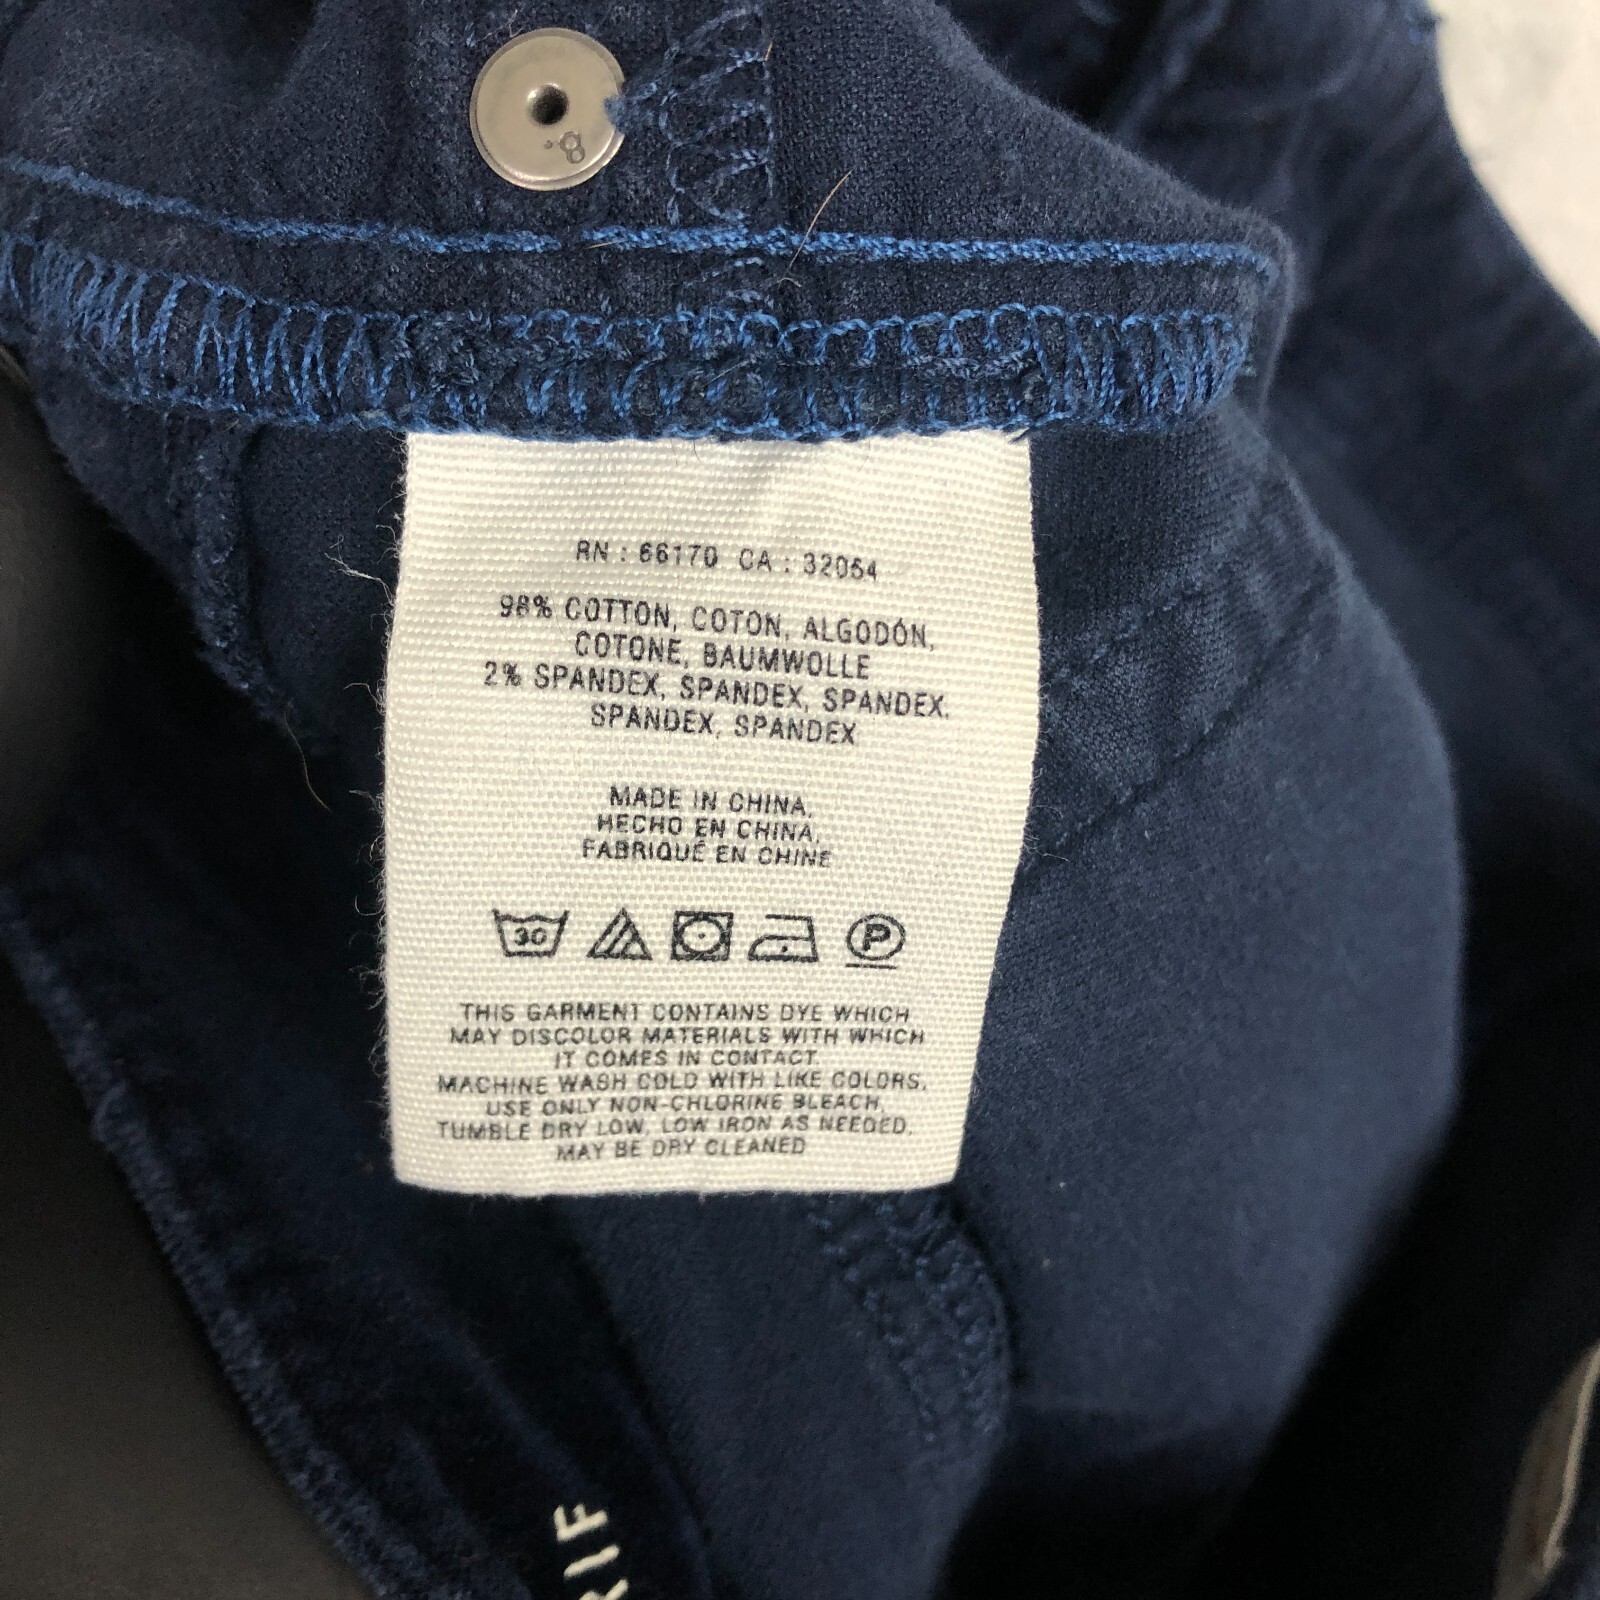 8.
RN : 66170 CA : 32054
98% COTTON, COTON, ALGODÓN,
COTONE, BAUMWOLLE
2% SPANDEX, SPANDEX, SPANDEX,
SPANDEX, SPANDEX
MADE IN CHINA,
HECHO EN CHINA,
FABRIQUÉ EN CHINE
30
P
THIS GARMENT CONTAINS DYE WHICH
MAY DISCOLOR MATERIALS WITH WHICH
IT COMES IN CONTACT.
MACHINE WASH COLD WITH LIKE COLORS.
USE ONLY NON-CHLORINE BLEACH,
TUMBLE DRY LOW, LOW IRON AS NEEDED.
MAY BE DRY CLEANED
RIF